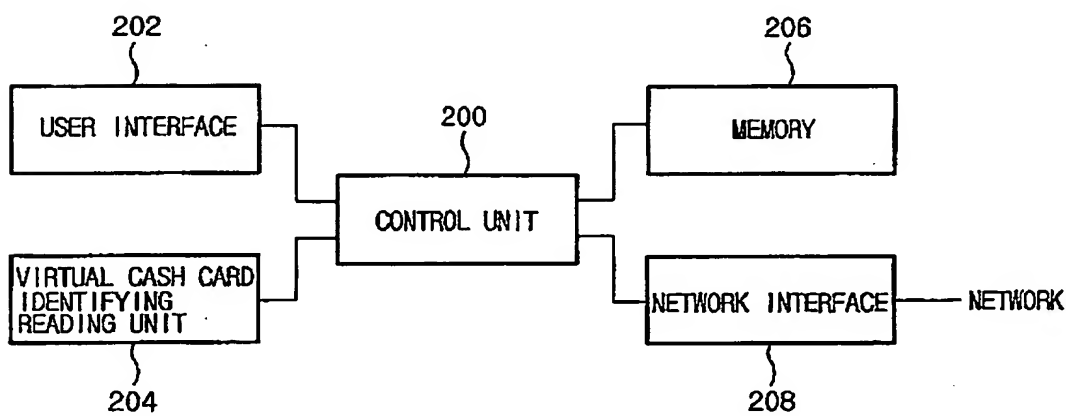 202
206
USER INTERFACE
200
MEMORY
CONTROL UNIT
VIRTUAL CASH CARD
IDENTIFYING
READING UNIT
NETWORK INTERFACE
NETWORK
204
208